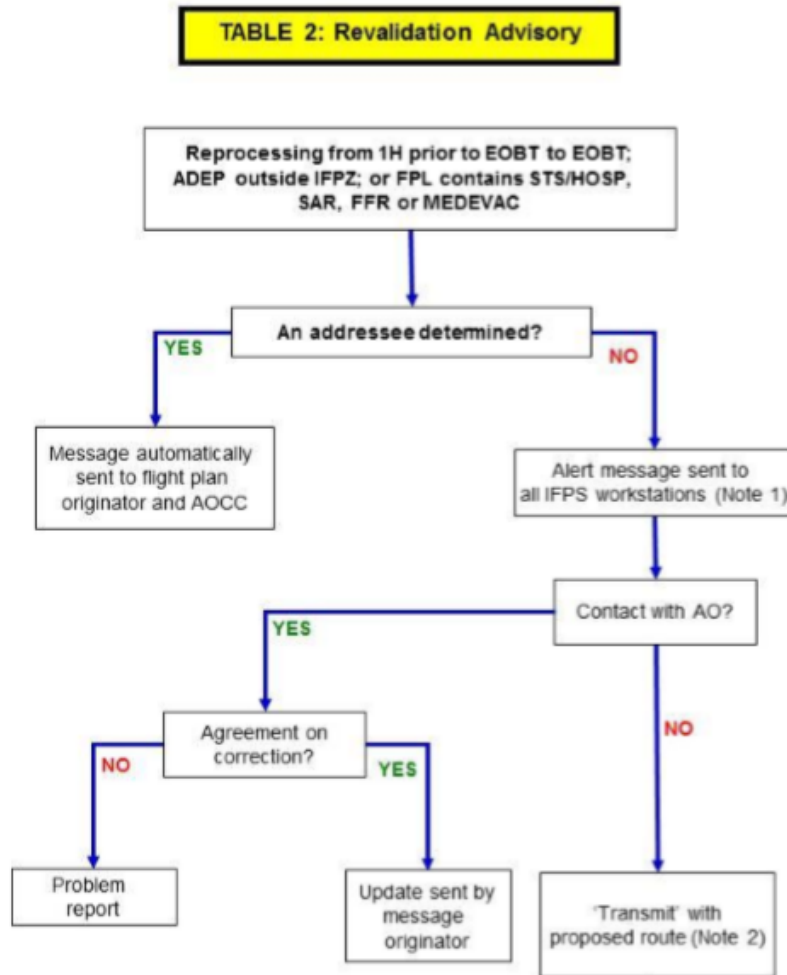 TABLE 2: Revalidation Advisory
Reprocessing from 1H prior to EOBT to EOBT;
ADEP outside IFPZ; or FPL contains STS/HOSP,
SAR, FFR or MEDEVAC
An addressee determined?
YES
NO
Message automatically
sent to flight plan
originator and AOCC
Alert message sent to
all IFPS workstations (Note 1)
Contact with AO?
YES
NO
Agreement on
correction?
NO
YES
Problem
report
Update sent by
message
originator
'Transmit' with
proposed route (Note 2)